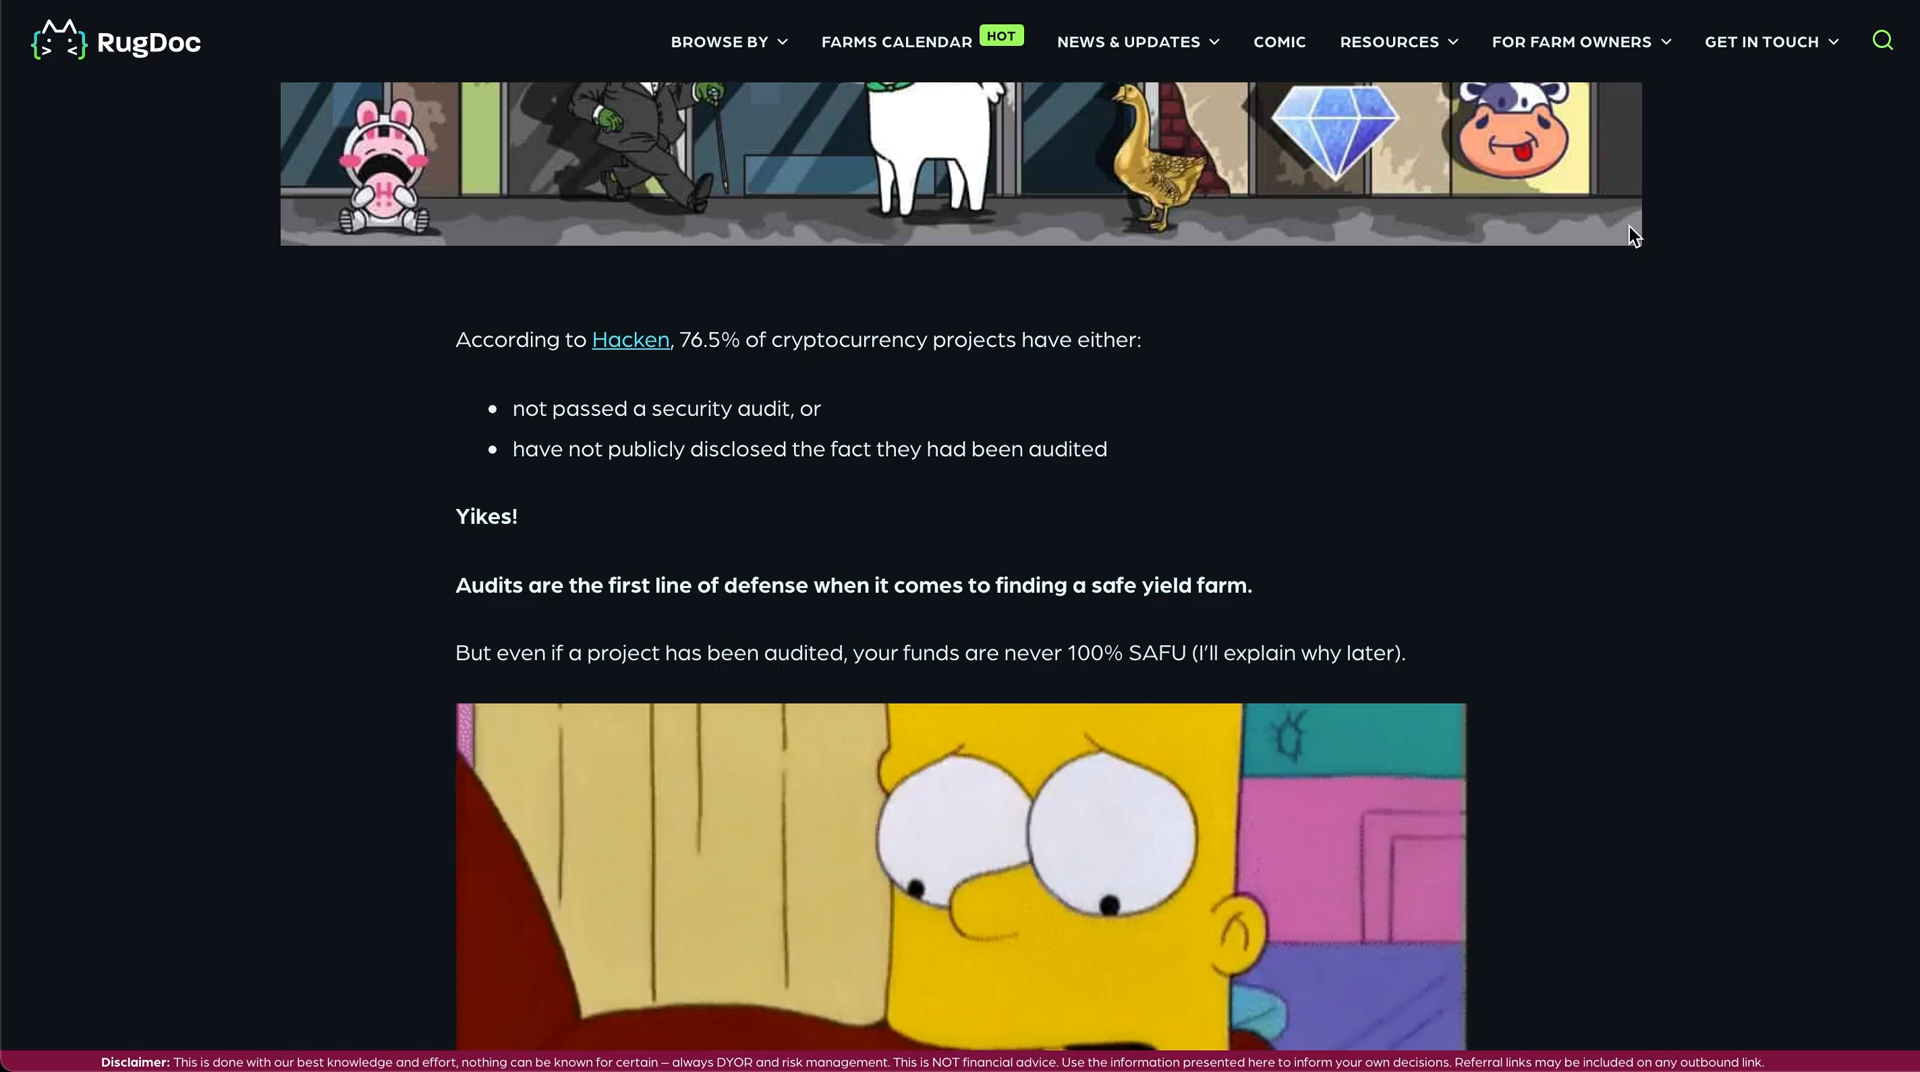 RugDoc
BROWSE BY
FARMS CALENDAR HOT
NEWS & UPDATES
COMIC
RESOURCES
FOR FARM OWNERS
GET IN TOUCH
H
According to Hacken, 76.5% of cryptocurrency projects have either:
• not passed a security audit, or
• have not publicly disclosed the fact they had been audited
Yikes!
Audits are the first line of defense when it comes to finding a safe yield farm.
But even if a project has been audited, your funds are never 100% SAFU (I'll explain why later).
Disclaimer: This is done with our best knowledge and effort, nothing can be known for certain – always DYOR and risk management. This is NOT financial advice. Use the information presented here to inform your own decisions. Referral links may be included on any outbound link.